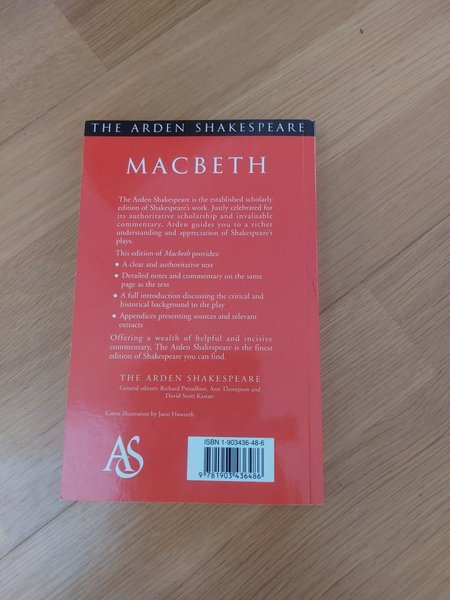 THE ARDEN SHAKESPEARE
MACBETH
The Arden Shakespeare is the established scholarly
edition of Shakespeare's work. Justly celebrated for
its authoritative scholarship and invaluable
commentary, Arden guides you to a richer
understanding and appreciation of Shakespeare's
plays.
This edition of Macbeth provides:
• A clear and authoritative text
• Detailed notes and commentary on the same
page as the text
• A full introduction discussing the critical and
historical background to the play
• Appendices presenting sources and relevant
extracts
Offering a wealth of helpful and incisive
commentary, The Arden Shakespeare is the finest
edition of Shakespeare you can find.
THE ARDEN SHAKESPEARE
General editors: Richard Proudfoot, Ann Thompson and
David Scott Kastan
Cover illustration by Jann Haworth
AS
ISBN 1-903436-48-6
9 781903 436486